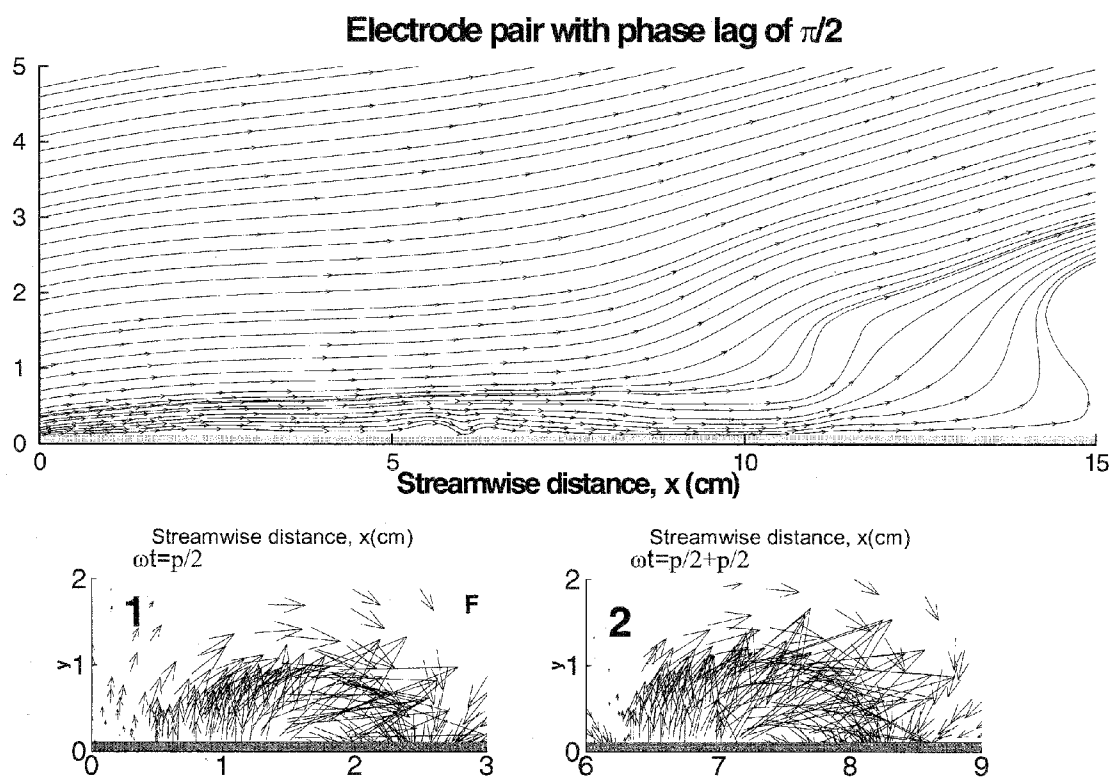 Electrode pair with phase lag of π/2
5
4
3
2
1
0
0 5 10 15
Streamwise distance, x (cm)
Streamwise distance, x(cm)
ωt=p/2
2
1
0
y
1
F
0 1 2 3
Streamwise distance, x(cm)
ωt=p/2+p/2
2
1
0
y
2
6 7 8 9